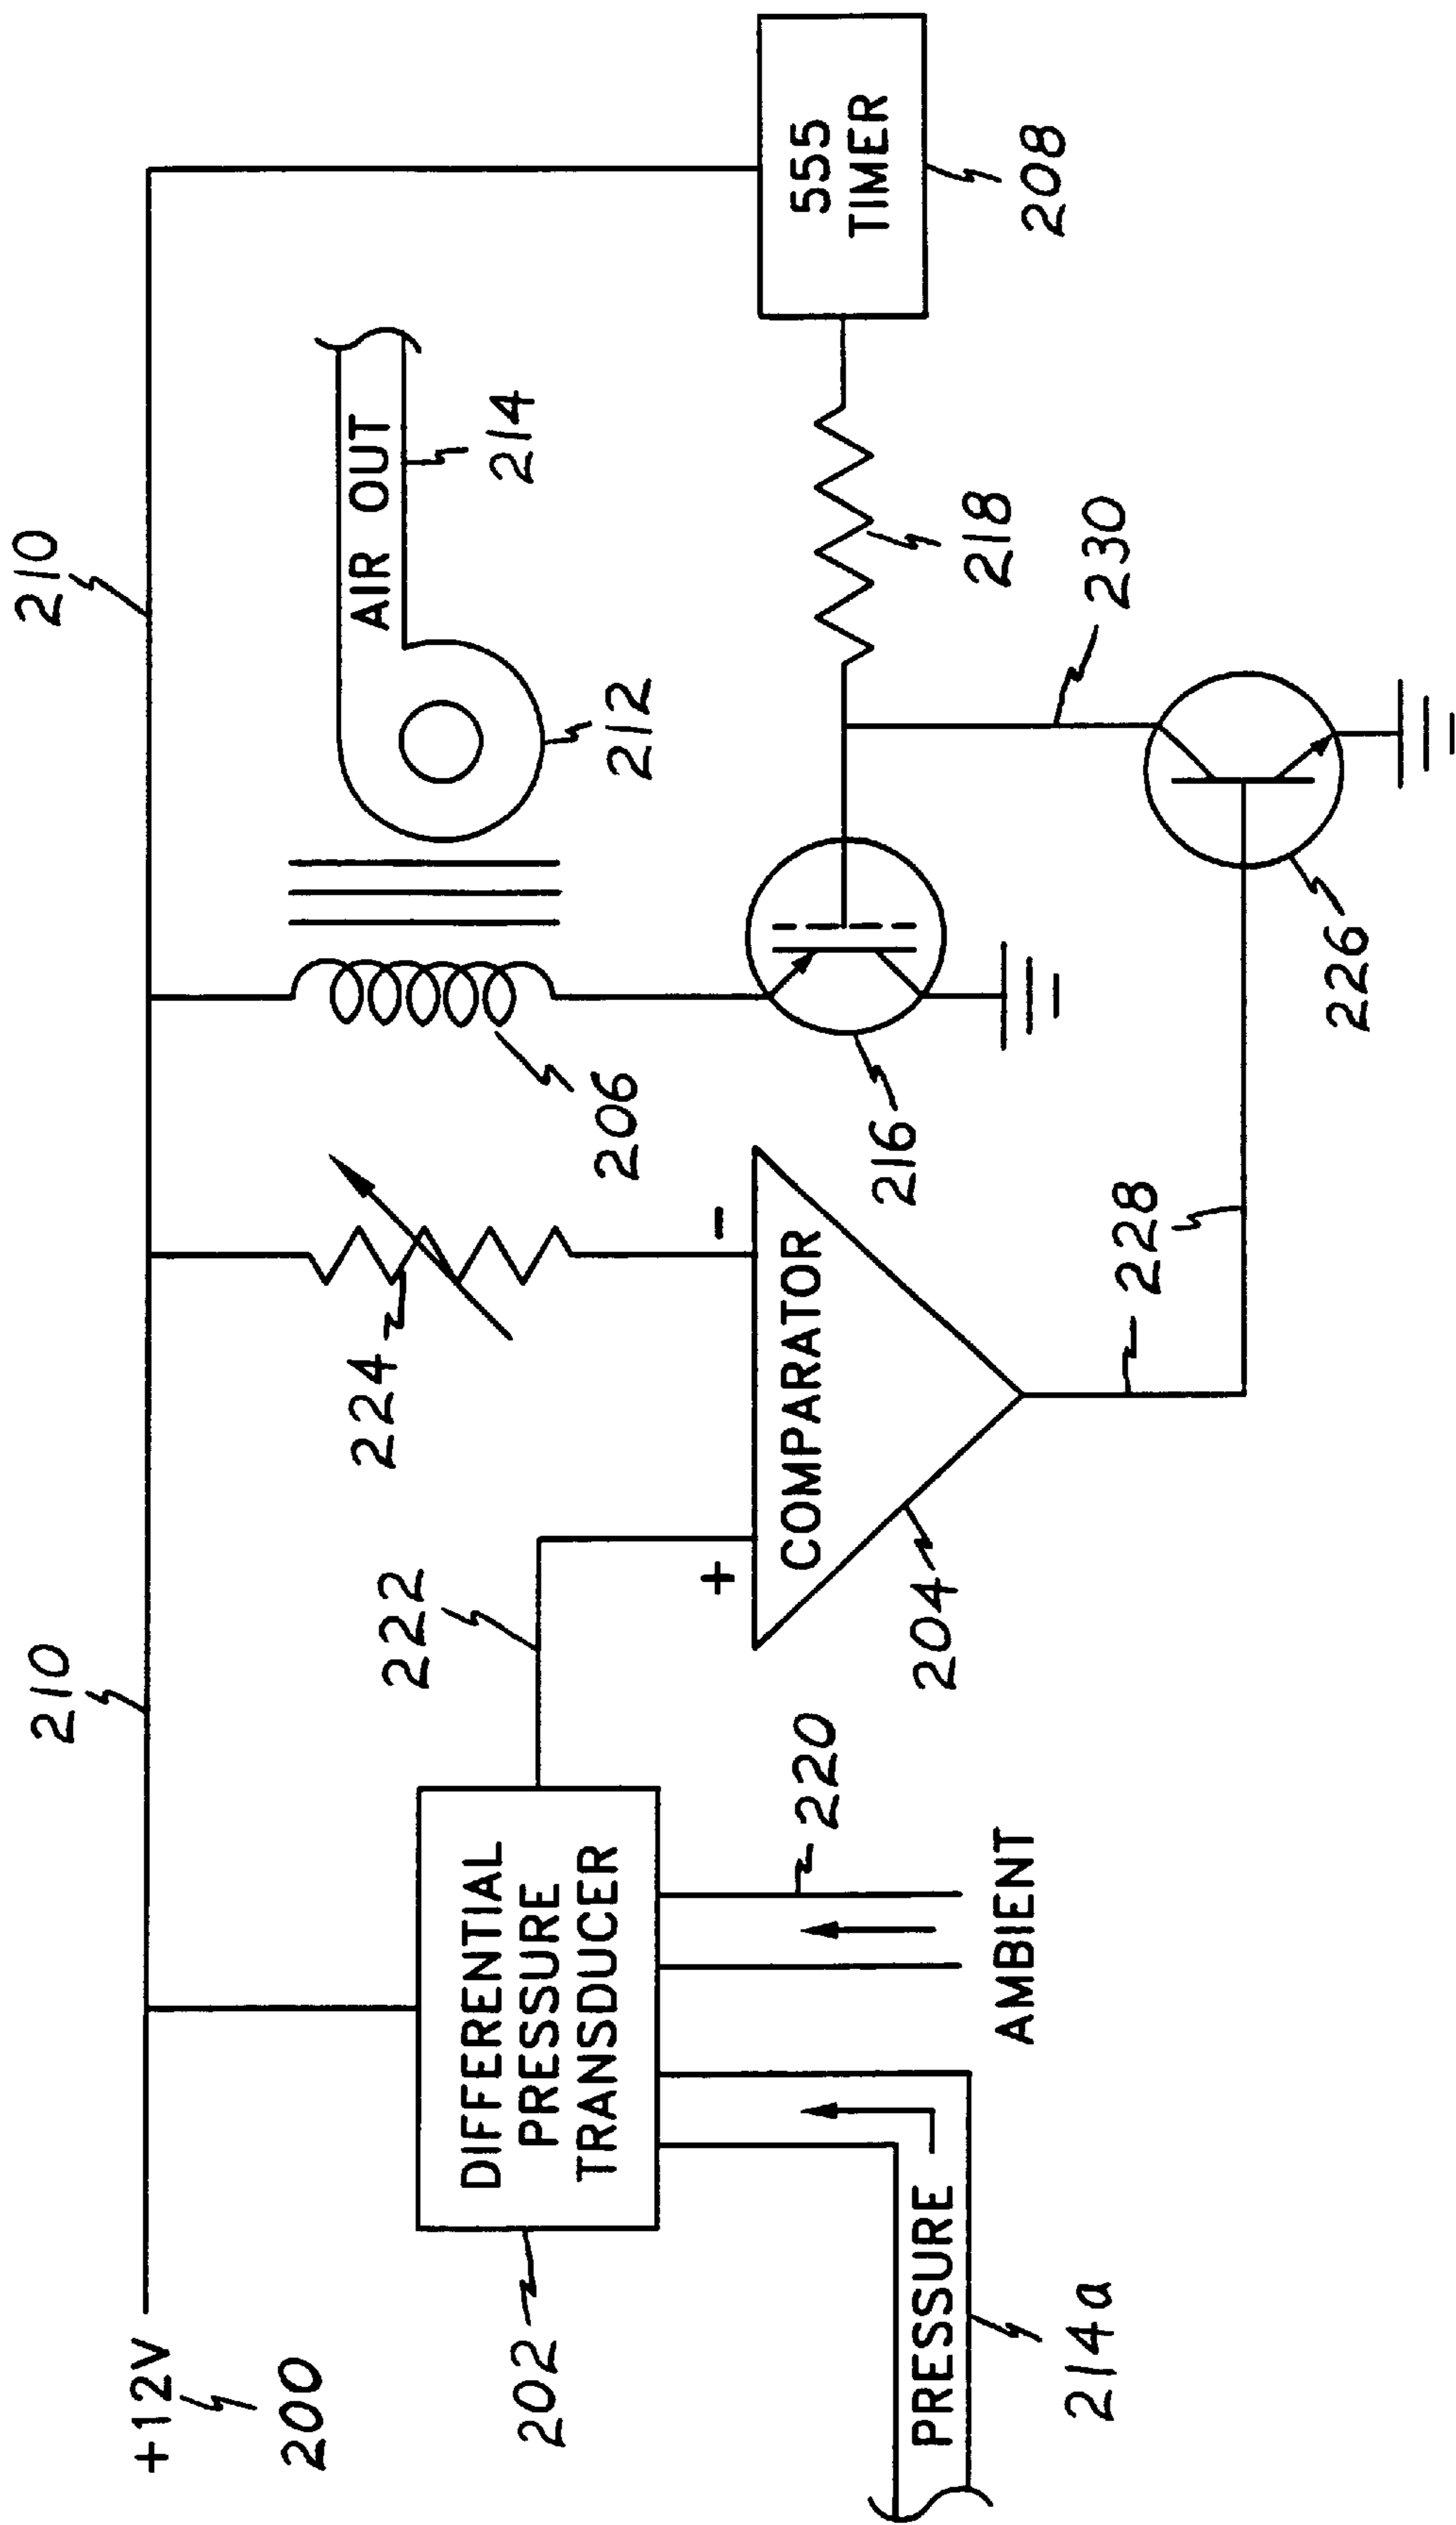 +12V
200
210
210
DIFFERENTIAL
PRESSURE
TRANSDUCER
202
PRESSURE
214a
AMBIENT
220
222
224
+
-
COMPARATOR
204
228
206
216
AIR OUT
214
212
218
230
226
555
TIMER
208